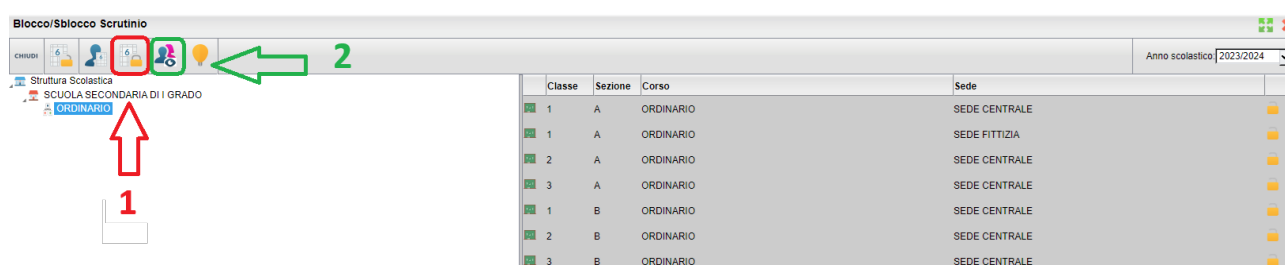 Blocco/Sblocco Scrutinio
CHIUDI 6 6 2 Anno scolastico: 2023/2024
Struttura Scolastica
SCUOLA SECONDARIA DI I GRADO
ORDINARIO
1
Classe Sezione Corso Sede
1 A ORDINARIO SEDE CENTRALE
1 A ORDINARIO SEDE FITTIZIA
2 A ORDINARIO SEDE CENTRALE
3 A ORDINARIO SEDE CENTRALE
1 B ORDINARIO SEDE CENTRALE
2 B ORDINARIO SEDE CENTRALE
3 B ORDINARIO SEDE CENTRALE